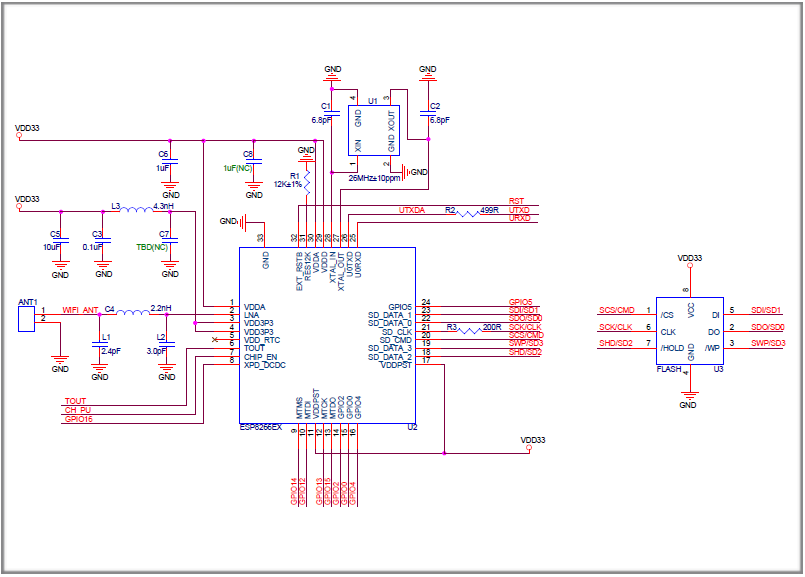 GND
GND
C1
6.8pF
U1
4
3
GND
XOUT
XIN
GND
1
2
26MHz±10ppm
GND
C2
6.8pF
VDD33
C6
1uF
GND
C8
1uF(NC)
GND
GND
R1
12K±1%
VDD33
L3
4.3nH
C5
10uF
GND
C3
0.1uF
GND
C7
TBD(NC)
GND
RST
UTXDA
R2
499R
UTXD
URXD
GND
33
32
31
30
29
28
27
26
25
GND
EXT_RSTB
RES12K
VDDA
VDDD
XTAL_IN
XTAL_OUT
U0TXD
U0RXD
ANT1
1
2
WIFI_ANT
C4
2.2nH
L1
2.4pF
GND
L2
3.0pF
GND
GND
1 VDDA
2 LNA
3 VDD3P3
4 VDD3P3
5 VDD_RTC
6 TOUT
7 CHIP_EN
8 XPD_DCDC
TOUT
CH_PU
GPIO16
GPIO5 24 GPIO5
SD_DATA_1 23 SDI/SD1
SD_DATA_0 22 SDO/SD0
SD_CLK 21 R3 200R SCK/CLK
SD_CMD 20 SCS/CMD
SD_DATA_3 19 SWP/SD3
SD_DATA_2 18 SHD/SD2
VDDPST 17
MTMS
MTDI
VDDPST
MTCK
MTDO
GPIO2
GPIO0
GPIO4
ESP8266EX
U2
9
10
11
12
13
14
15
16
GPIO14
GPIO12
GPIO13
GPIO15
GPIO2
GPIO0
GPIO4
VDD33
VDD33
8
VCC
SCS/CMD 1 /CS
SCK/CLK 6 CLK
SHD/SD2 7 /HOLD
DI 5 SDI/SD1
DO 2 SDO/SD0
/WP 3 SWP/SD3
GND
FLASH
4
U3
GND